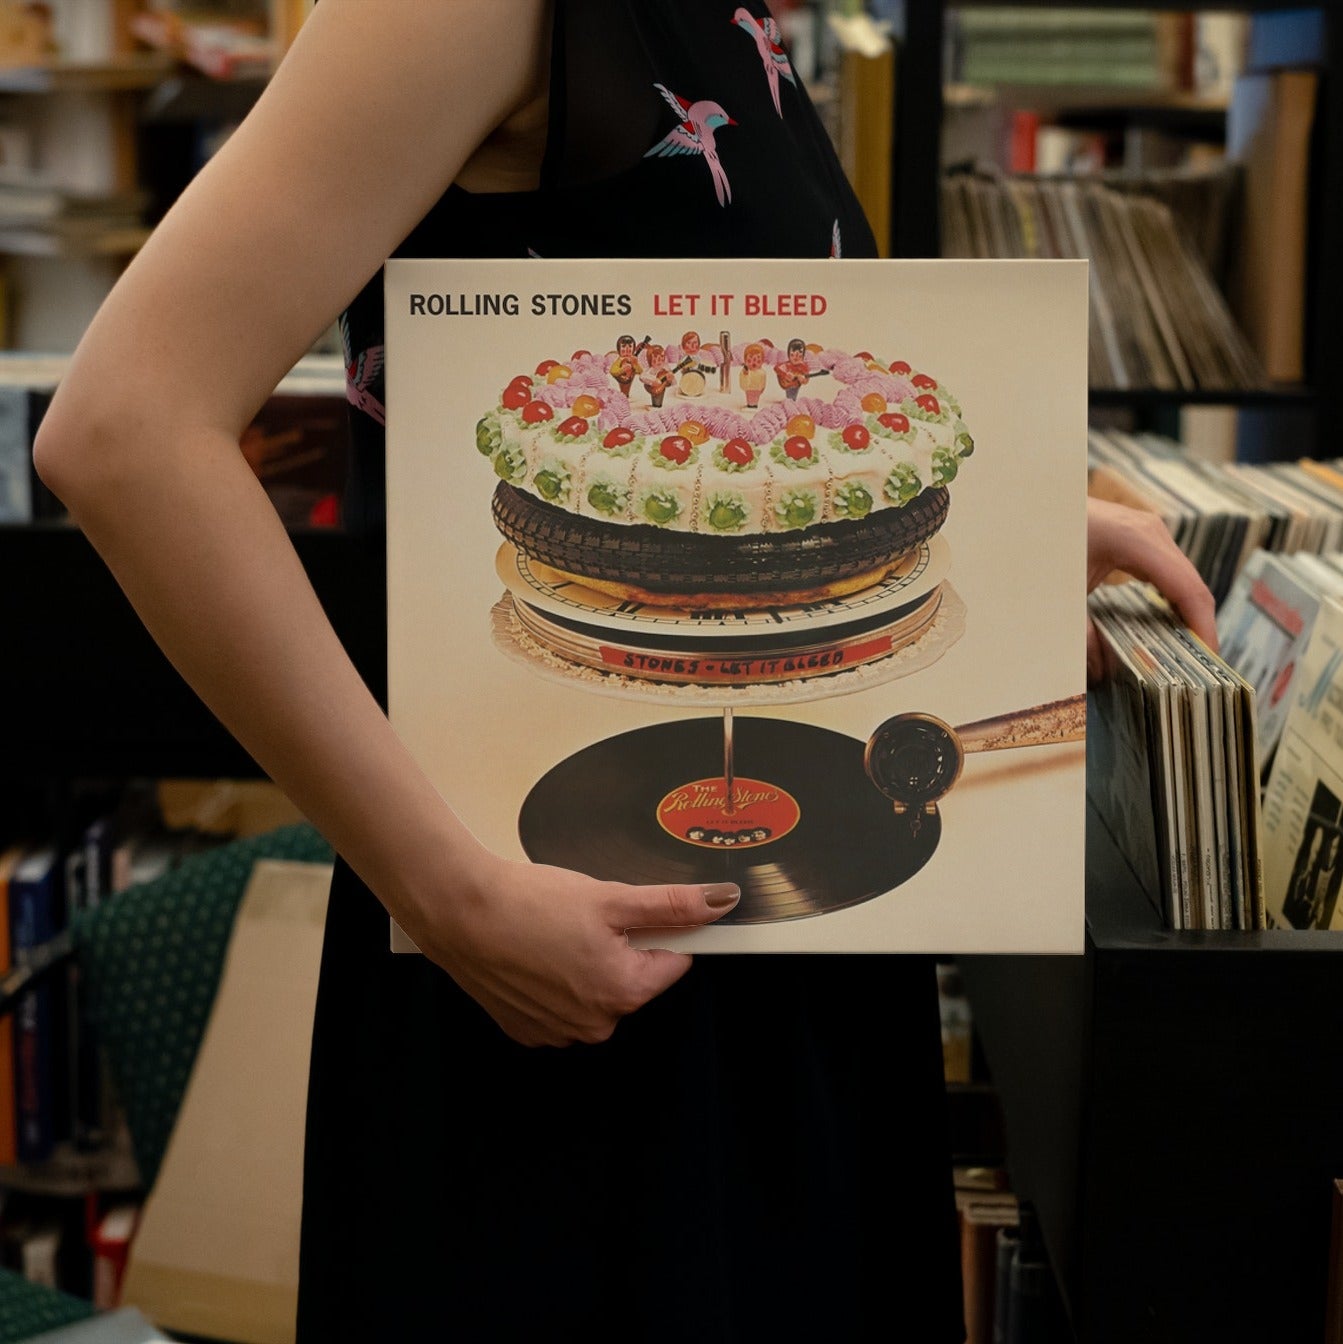 ROLLING STONES LET IT BLEED
STONES - LET IT BLEED
THE
Rolling Stones
LET IT BLEED